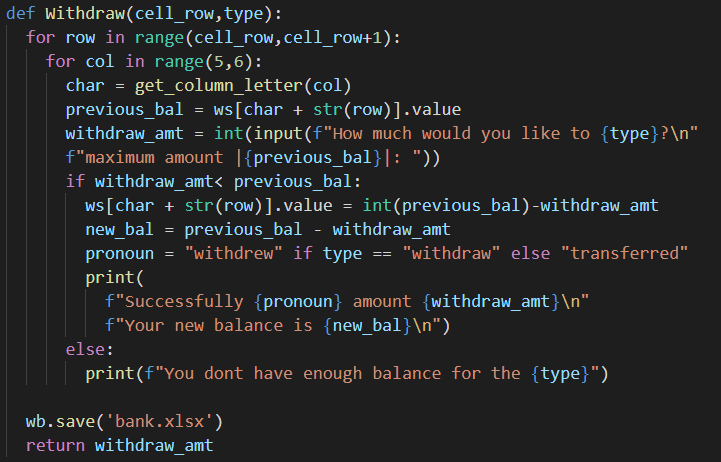 def Withdraw(cell_row,type):
  for row in range(cell_row,cell_row+1):
    for col in range(5,6):
      char = get_column_letter(col)
      previous_bal = ws[char + str(row)].value
      withdraw_amt = int(input(f"How much would you like to {type}?\n"
      f"maximum amount |{previous_bal}|: "))
      if withdraw_amt< previous_bal:
        ws[char + str(row)].value = int(previous_bal)-withdraw_amt
        new_bal = previous_bal - withdraw_amt
        pronoun = "withdrew" if type == "withdraw" else "transferred"
        print(
          f"Successfully {pronoun} amount {withdraw_amt}\n"
          f"Your new balance is {new_bal}\n")
      else:
        print(f"You dont have enough balance for the {type}")

  wb.save('bank.xlsx')
  return withdraw_amt